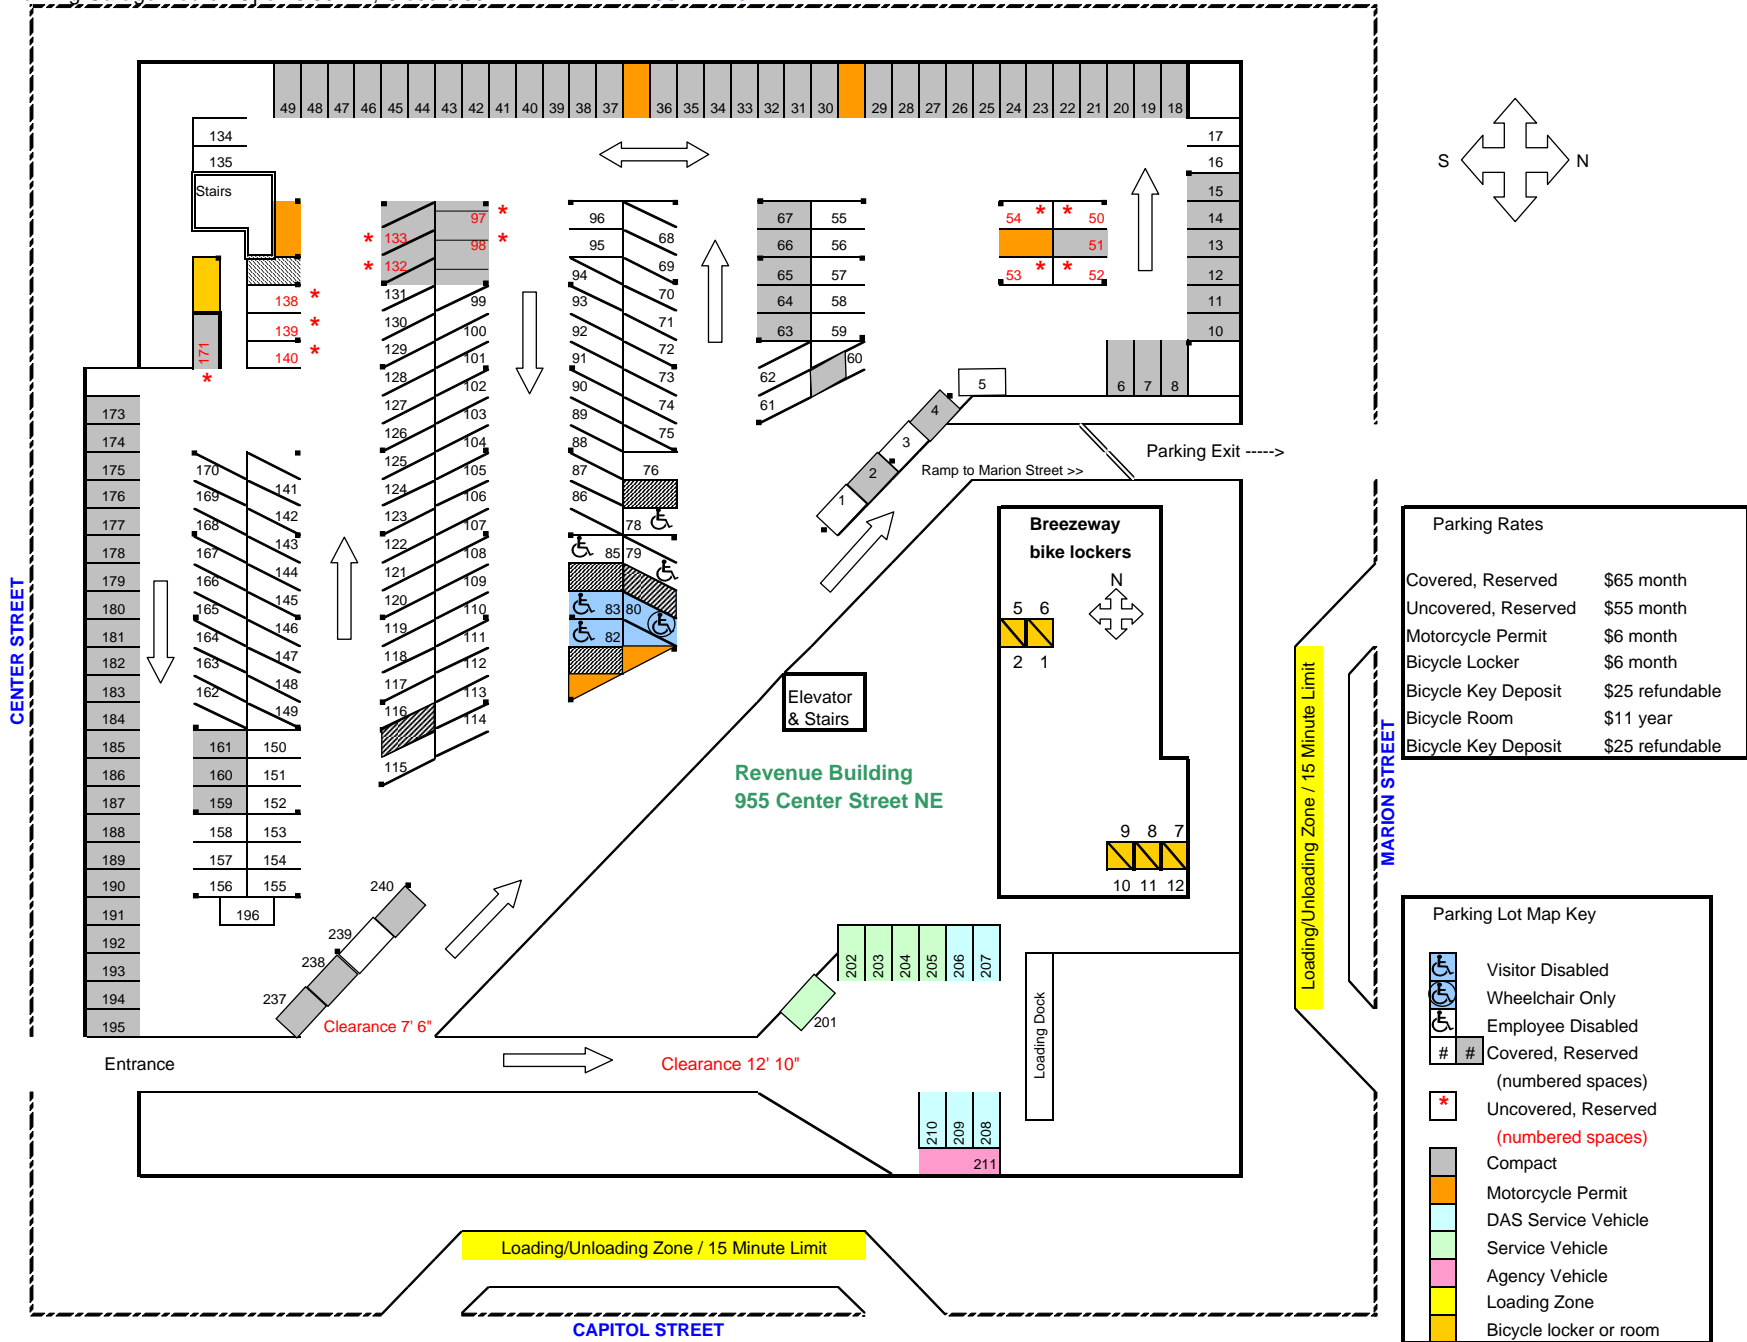 49 48 47 46 45 44 43 42 41 40 39 38 37 36 35 34 33 32 31 30 29 28 27 26 25 24 23 22 21 20 19 18
134
135
Stairs
17
16
15
14
13
12
11
10
S N
* 133
* 132
97 *
98 *
96
95
94
93
92
91
90
89
88
87
86
85
83
82
68
69
70
71
72
73
74
75
76
78
79
80
67 55
66 56
65 57
64 58
63 59
62 60
61
54 * * 50
51
53 * * 52
138 *
139 *
140 *
171
*
131
130
129
128
127
126
125
124
123
122
121
120
119
118
117
116
115
99
100
101
102
103
104
105
106
107
108
109
110
111
112
113
114
6 7 8
5
4
3
2
1
Ramp to Marion Street >>
Parking Exit ----->
173
174
175
176
177
178
179
180
181
182
183
184
185
186
187
188
189
190
191
192
193
194
195
170
169
168
167
166
165
164
163
162
161 150
160 151
159 152
158 153
157 154
156 155
196
141
142
143
144
145
146
147
148
149
240
239
238
237
Clearance 7' 6"
Entrance
Clearance 12' 10"
CENTER STREET
Breezeway
bike lockers
N
5 6
2 1
9 8 7
10 11 12
Elevator
& Stairs
Revenue Building
955 Center Street NE
202 203 204 205 206 207
201
Loading Dock
210 209 208
211
Loading/Unloading Zone / 15 Minute Limit
CAPITOL STREET
Loading/Unloading Zone / 15 Minute Limit
MARION STREET
Parking Rates
Covered, Reserved $65 month
Uncovered, Reserved $55 month
Motorcycle Permit $6 month
Bicycle Locker $6 month
Bicycle Key Deposit $25 refundable
Bicycle Room $11 year
Bicycle Key Deposit $25 refundable
Parking Lot Map Key
Visitor Disabled
Wheelchair Only
Employee Disabled
# # Covered, Reserved
(numbered spaces)
* Uncovered, Reserved
(numbered spaces)
Compact
Motorcycle Permit
DAS Service Vehicle
Service Vehicle
Agency Vehicle
Loading Zone
Bicycle locker or room